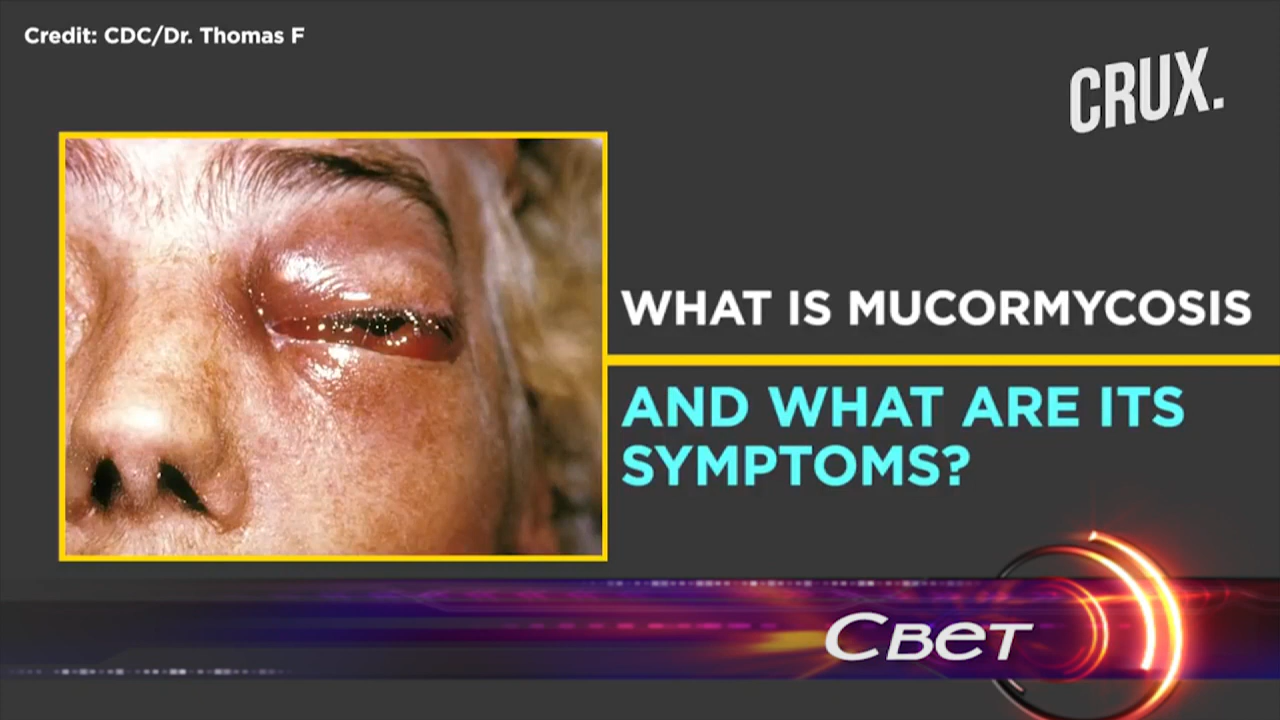 Credit: CDC/Dr. Thomas F
CRUX.
WHAT IS MUCORMYCOSIS
AND WHAT ARE ITS
SYMPTOMS?
Свет